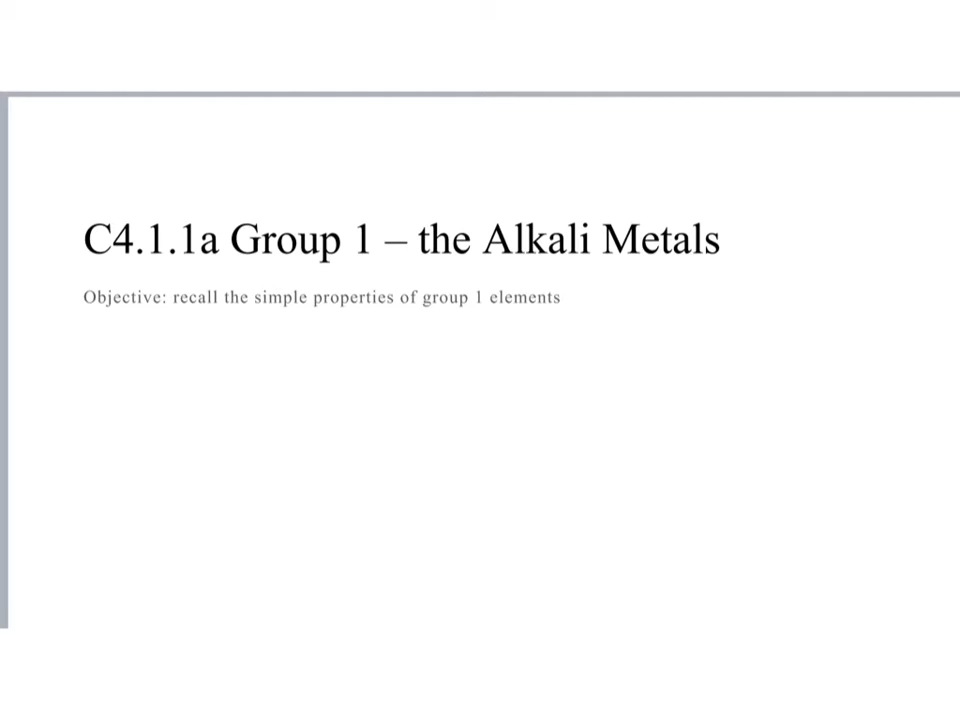 C4.1.1a Group 1 – the Alkali Metals
Objective: recall the simple properties of group 1 elements